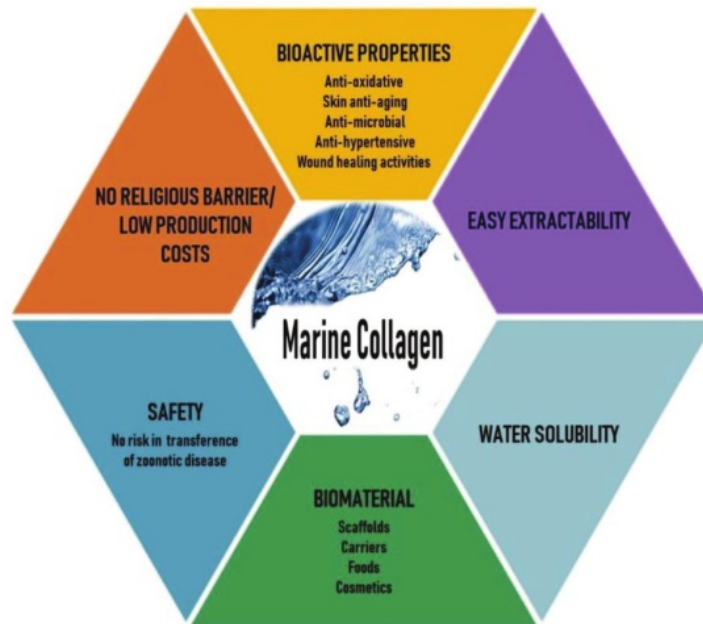 BIOACTIVE PROPERTIES
Anti-oxidative
Skin anti-aging
Anti-microbial
Anti-hypertensive
Wound healing activities
NO RELIGIOUS BARRIER/
LOW PRODUCTION
COSTS
EASY EXTRACTABILITY
Marine Collagen
SAFETY
No risk in transference
of zoonotic disease
WATER SOLUBILITY
BIOMATERIAL
Scaffolds
Carriers
Foods
Cosmetics